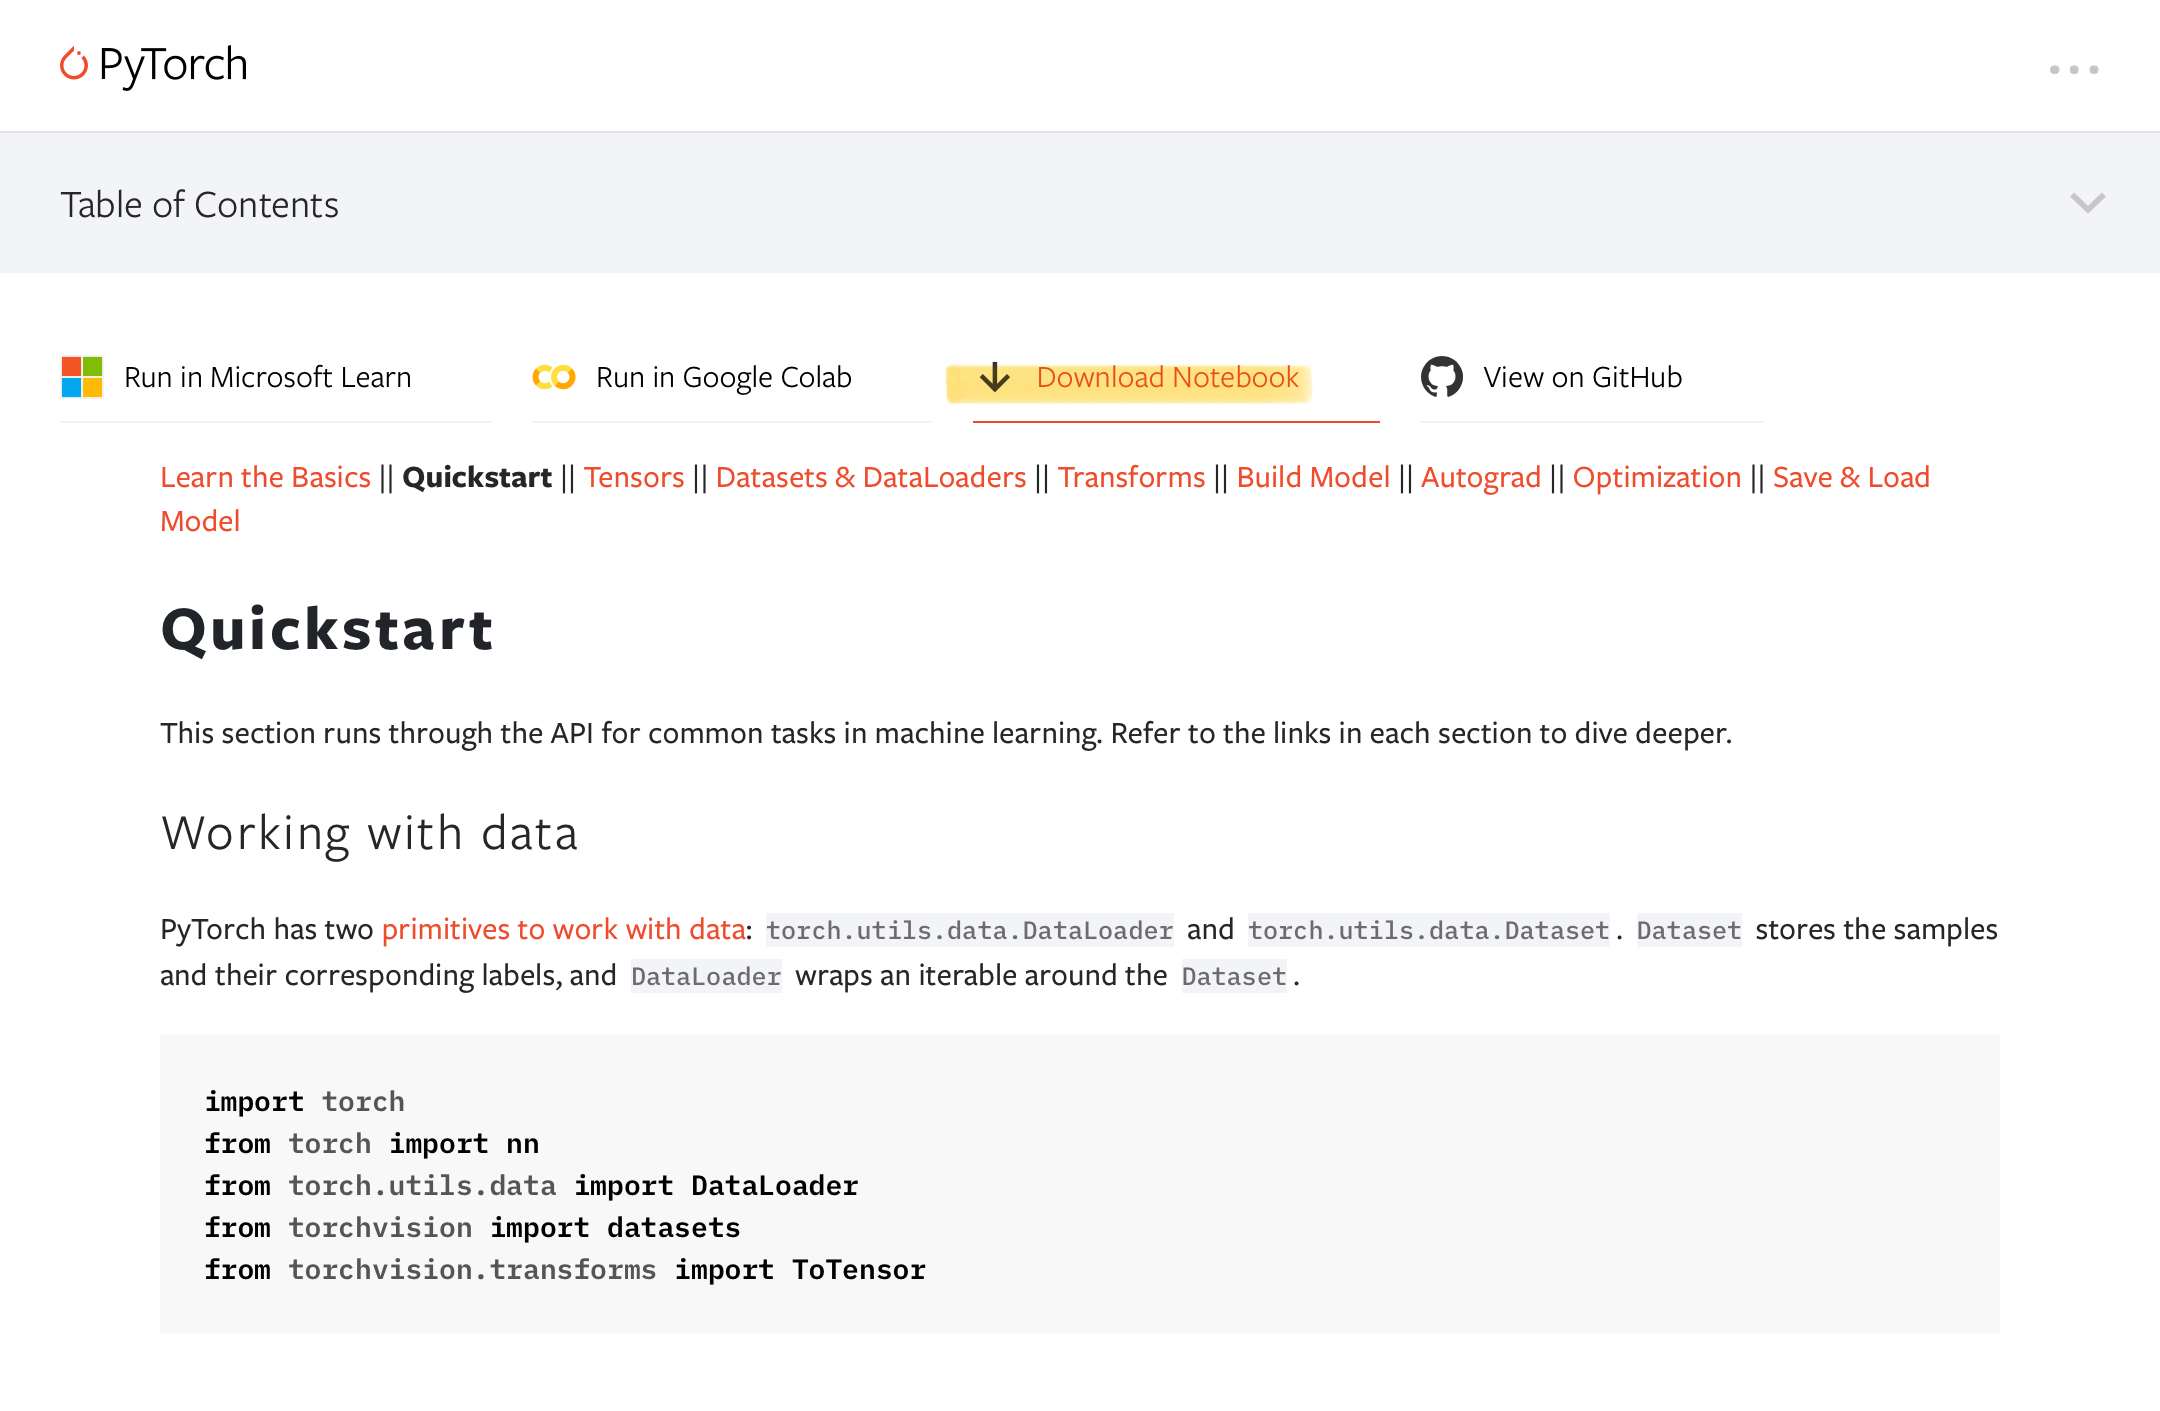 PyTorch
Table of Contents
Run in Microsoft Learn
Run in Google Colab
Download Notebook
View on GitHub
Learn the Basics || Quickstart || Tensors || Datasets & DataLoaders || Transforms || Build Model || Autograd || Optimization || Save & Load
Model
Quickstart
This section runs through the API for common tasks in machine learning. Refer to the links in each section to dive deeper.
Working with data
PyTorch has two primitives to work with data: torch.utils.data.DataLoader and torch.utils.data.Dataset. Dataset stores the samples
and their corresponding labels, and DataLoader wraps an iterable around the Dataset.
import torch
from torch import nn
from torch.utils.data import DataLoader
from torchvision import datasets
from torchvision.transforms import ToTensor